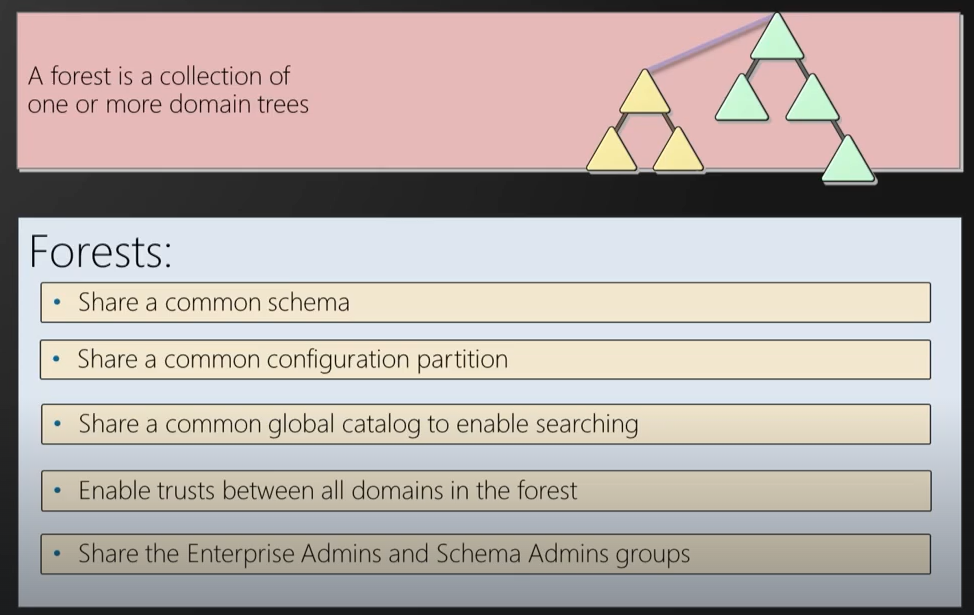 A forest is a collection of
one or more domain trees
Forests:
• Share a common schema
• Share a common configuration partition
• Share a common global catalog to enable searching
• Enable trusts between all domains in the forest
• Share the Enterprise Admins and Schema Admins groups